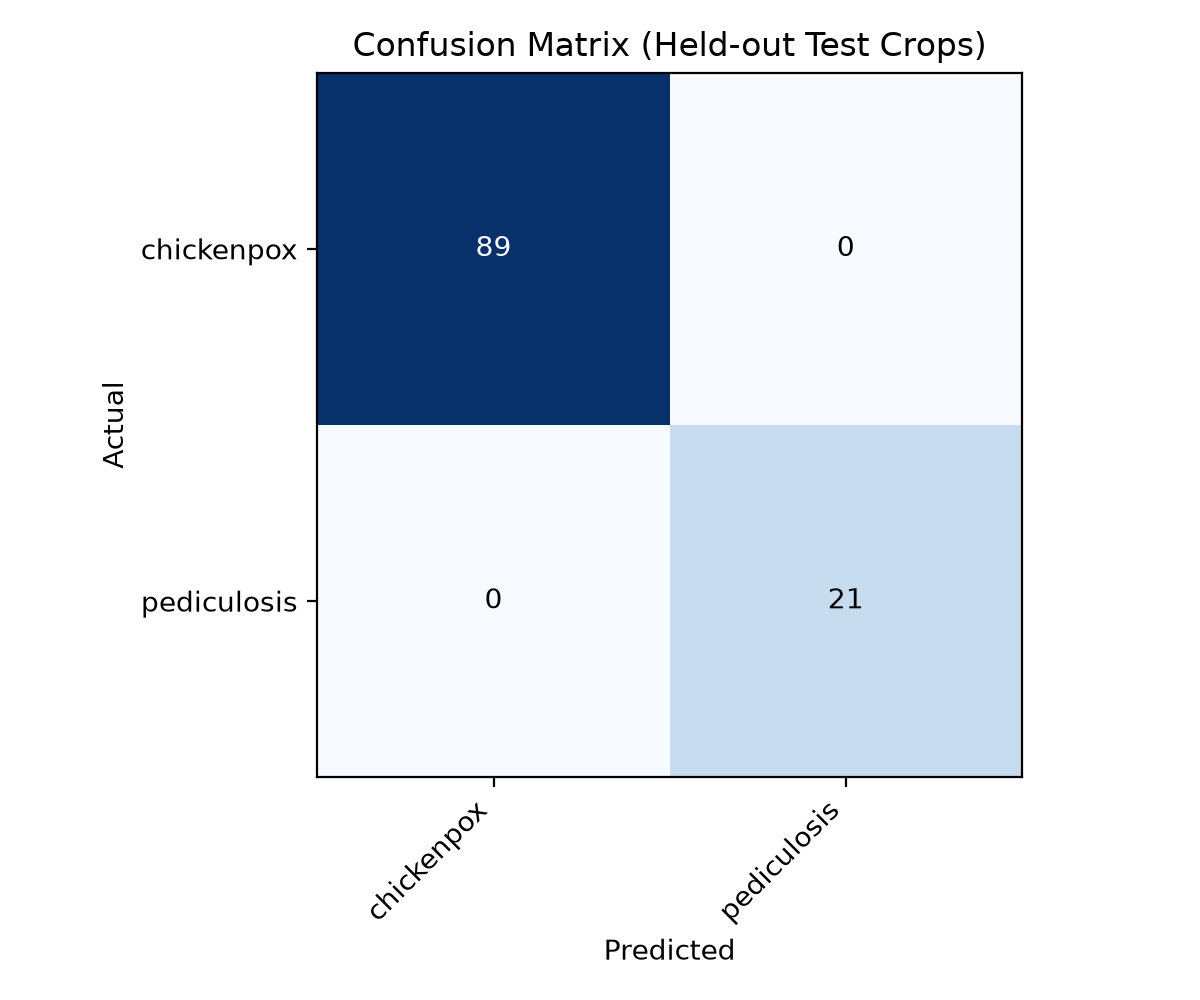 Confusion Matrix (Held-out Test Crops)
chickenpox
89
0
Actual
pediculosis
0
21
chickenpox
pediculosis
Predicted